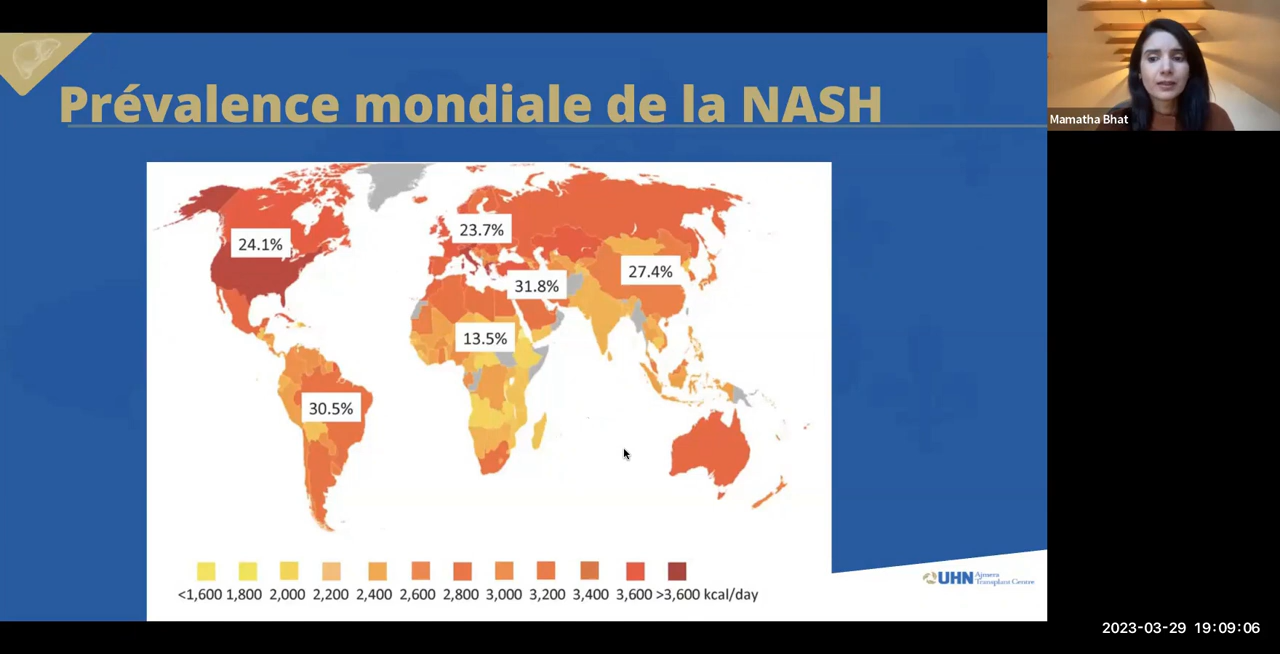 Prévalence mondiale de la NASH
Mamatha Bhat
24.1%
23.7%
27.4%
31.8%
13.5%
30.5%
<1,600 1,800 2,000 2,200 2,400 2,600 2,800 3,000 3,200 3,400 3,600 >3,600 kcal/day
UHN Ajmera
Transplant Centre
2023-03-29 19:09:06